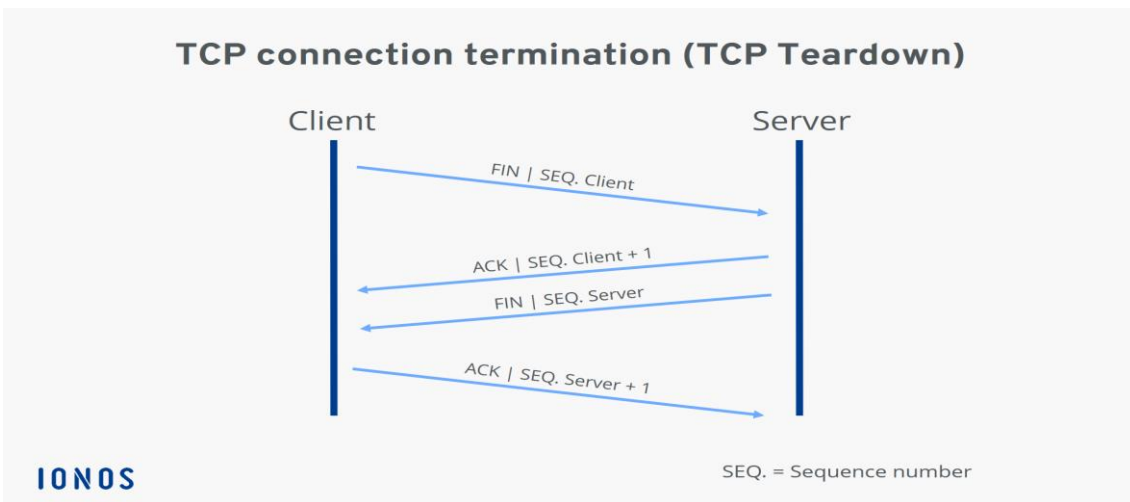 TCP connection termination (TCP Teardown)
Client
Server
FIN | SEQ. Client
ACK | SEQ. Client + 1
FIN | SEQ. Server
ACK | SEQ. Server + 1
IONOS
SEQ. = Sequence number